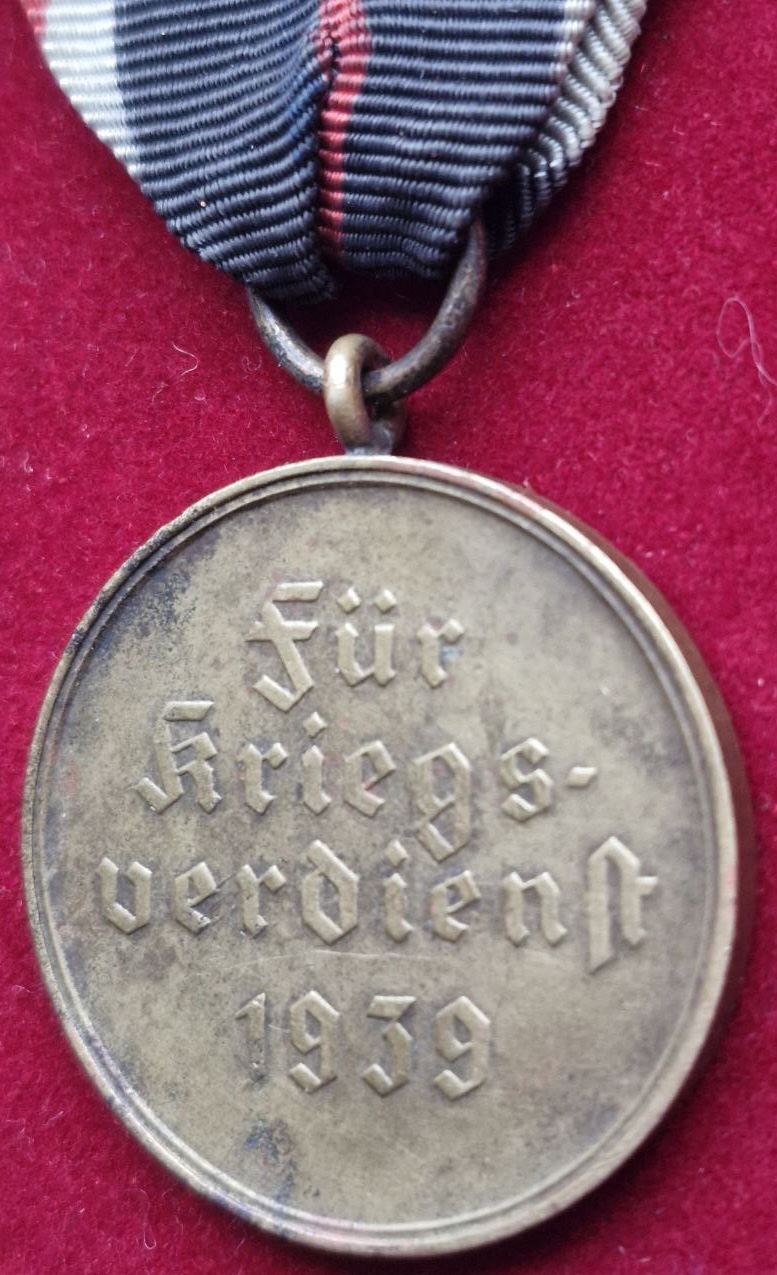 Für
Kriegs-
verdienst
1939